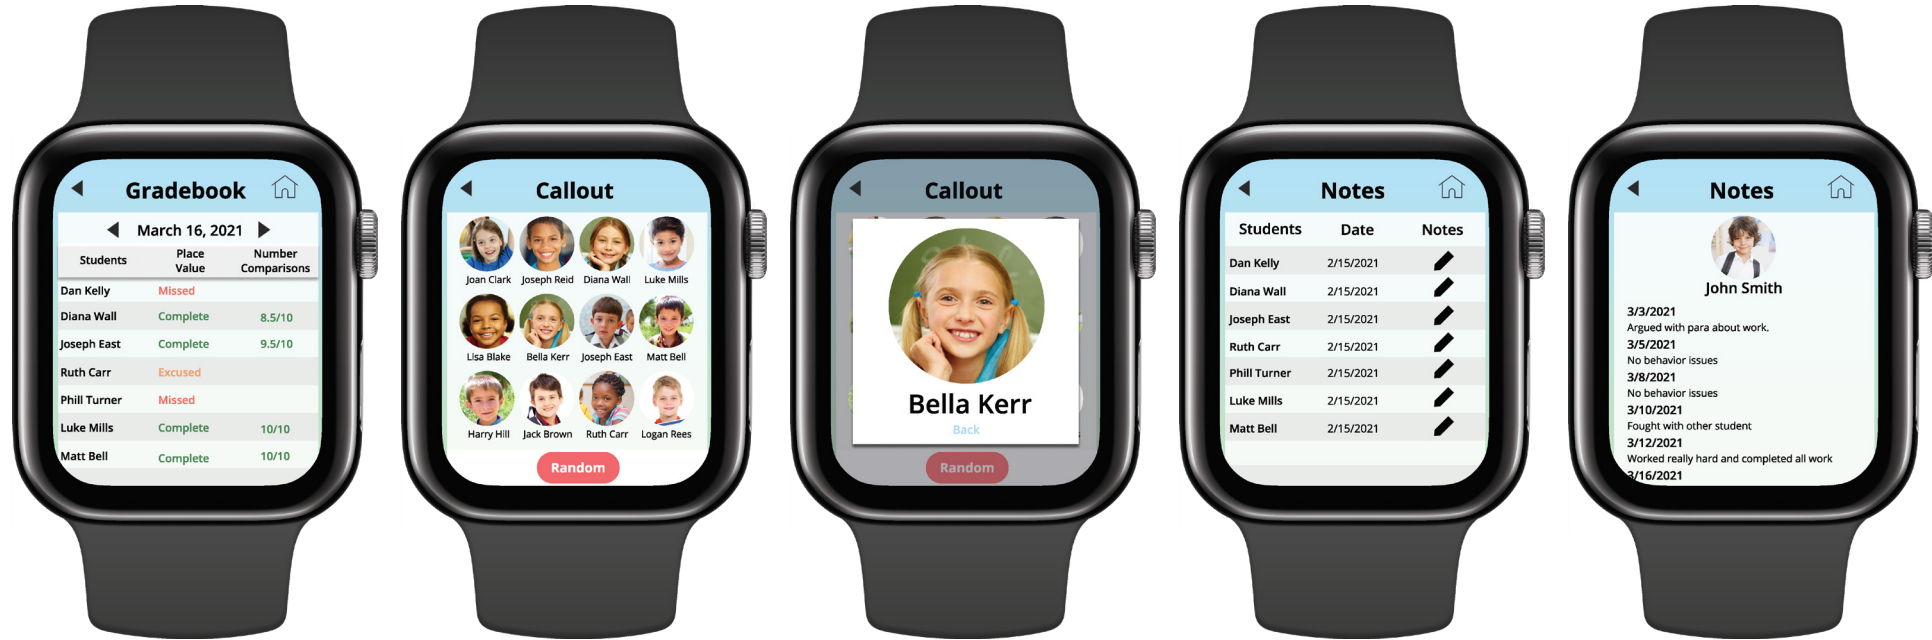 Gradebook
March 16, 2021
Students Place Value Number Comparisons
Dan Kelly Missed
Diana Wall Complete 8.5/10
Joseph East Complete 9.5/10
Ruth Carr Excused
Phill Turner Missed
Luke Mills Complete 10/10
Matt Bell Complete 10/10
Callout
Joan Clark Joseph Reid Diana Wall Luke Mills
Lisa Blake Bella Kerr Joseph East Matt Bell
Harry Hill Jack Brown Ruth Carr Logan Rees
Random
Callout
Bella Kerr
Back
Random
Notes
Students Date Notes
Dan Kelly 2/15/2021
Diana Wall 2/15/2021
Joseph East 2/15/2021
Ruth Carr 2/15/2021
Phill Turner 2/15/2021
Luke Mills 2/15/2021
Matt Bell 2/15/2021
Notes
John Smith
3/3/2021
Argued with para about work.
3/5/2021
No behavior issues
3/8/2021
No behavior issues
3/10/2021
Fought with other student
3/12/2021
Worked really hard and completed all work
3/16/2021